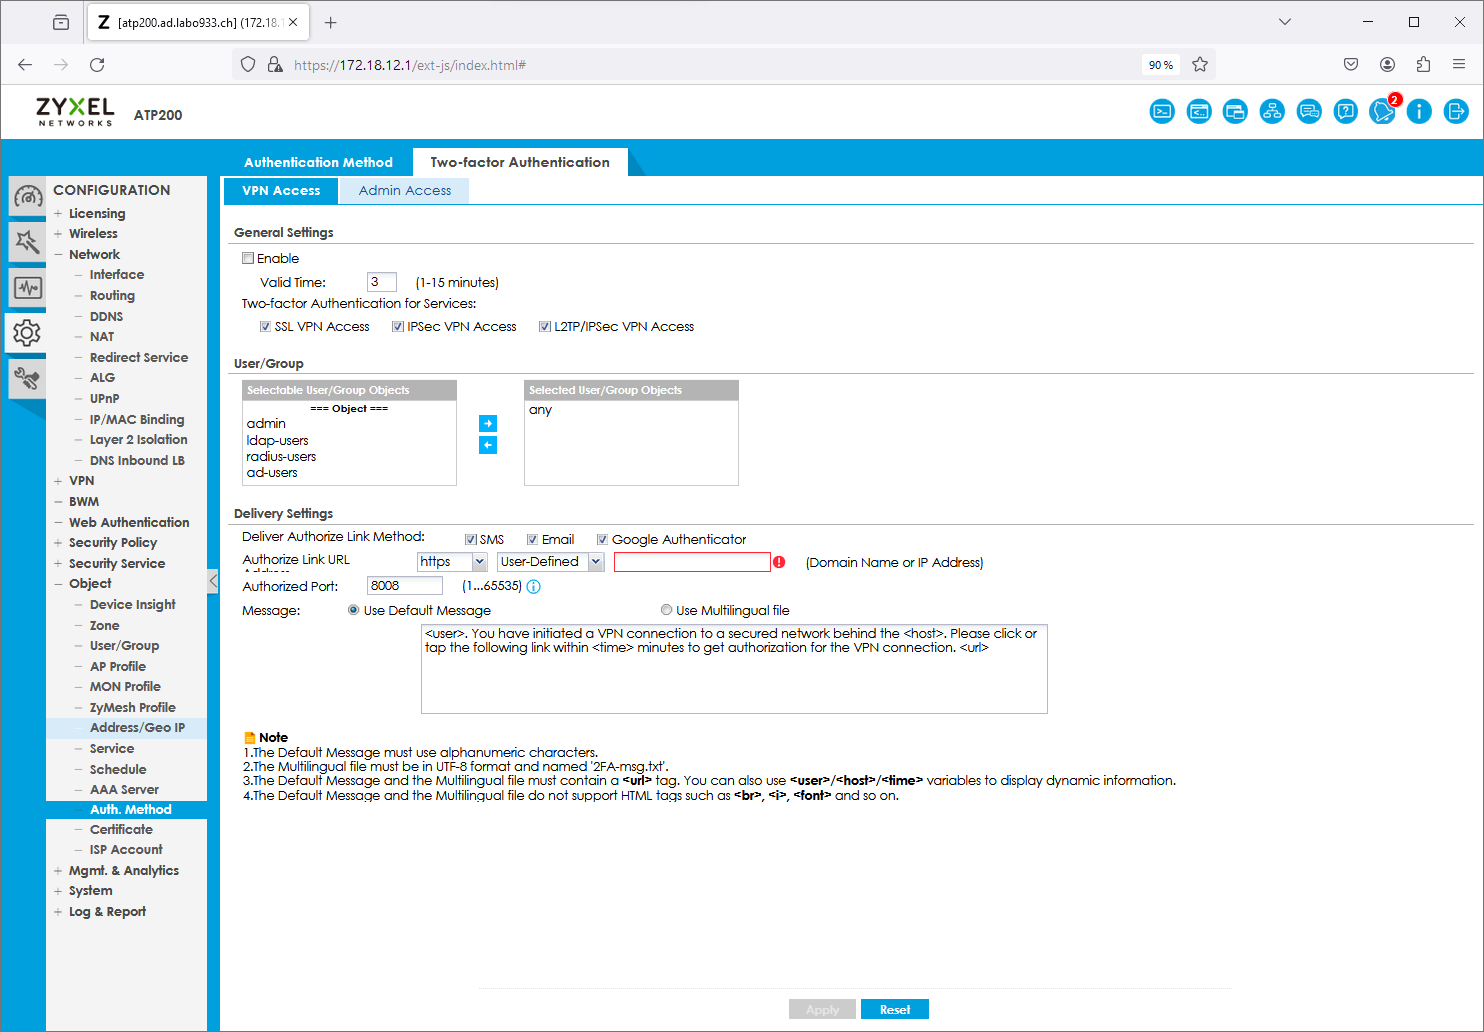 [atp200.ad.labo933.ch] (172.18.1
https://172.18.12.1/ext-js/index.html#
90 %
ZYXEL
NETWORKS
ATP200
2
Authentication Method
Two-factor Authentication
VPN Access
Admin Access
CONFIGURATION
Licensing
Wireless
Network
Interface
Routing
DDNS
NAT
Redirect Service
ALG
UPnP
IP/MAC Binding
Layer 2 Isolation
DNS Inbound LB
VPN
BWM
Web Authentication
Security Policy
Security Service
Object
Device Insight
Zone
User/Group
AP Profile
MON Profile
ZyMesh Profile
Address/Geo IP
Service
Schedule
AAA Server
Auth. Method
Certificate
ISP Account
Mgmt. & Analytics
System
Log & Report
General Settings
Enable
Valid Time: 3 (1-15 minutes)
Two-factor Authentication for Services:
SSL VPN Access IPSec VPN Access L2TP/IPSec VPN Access
User/Group
Selectable User/Group Objects
=== Object ===
admin
ldap-users
radius-users
ad-users
Selected User/Group Objects
any
Delivery Settings
Deliver Authorize Link Method: SMS Email Google Authenticator
Authorize Link URL https User-Defined (Domain Name or IP Address)
Authorized Port: 8008 (1...65535)
Message: Use Default Message Use Multilingual file
<user>. You have initiated a VPN connection to a secured network behind the <host>. Please click or
tap the following link within <time> minutes to get authorization for the VPN connection. <url>
Note
1.The Default Message must use alphanumeric characters.
2.The Multilingual file must be in UTF-8 format and named '2FA-msg.txt'.
3.The Default Message and the Multilingual file must contain a <url> tag. You can also use <user>/<host>/<time> variables to display dynamic information.
4.The Default Message and the Multilingual file do not support HTML tags such as <br>, <i>, <font> and so on.
Apply Reset